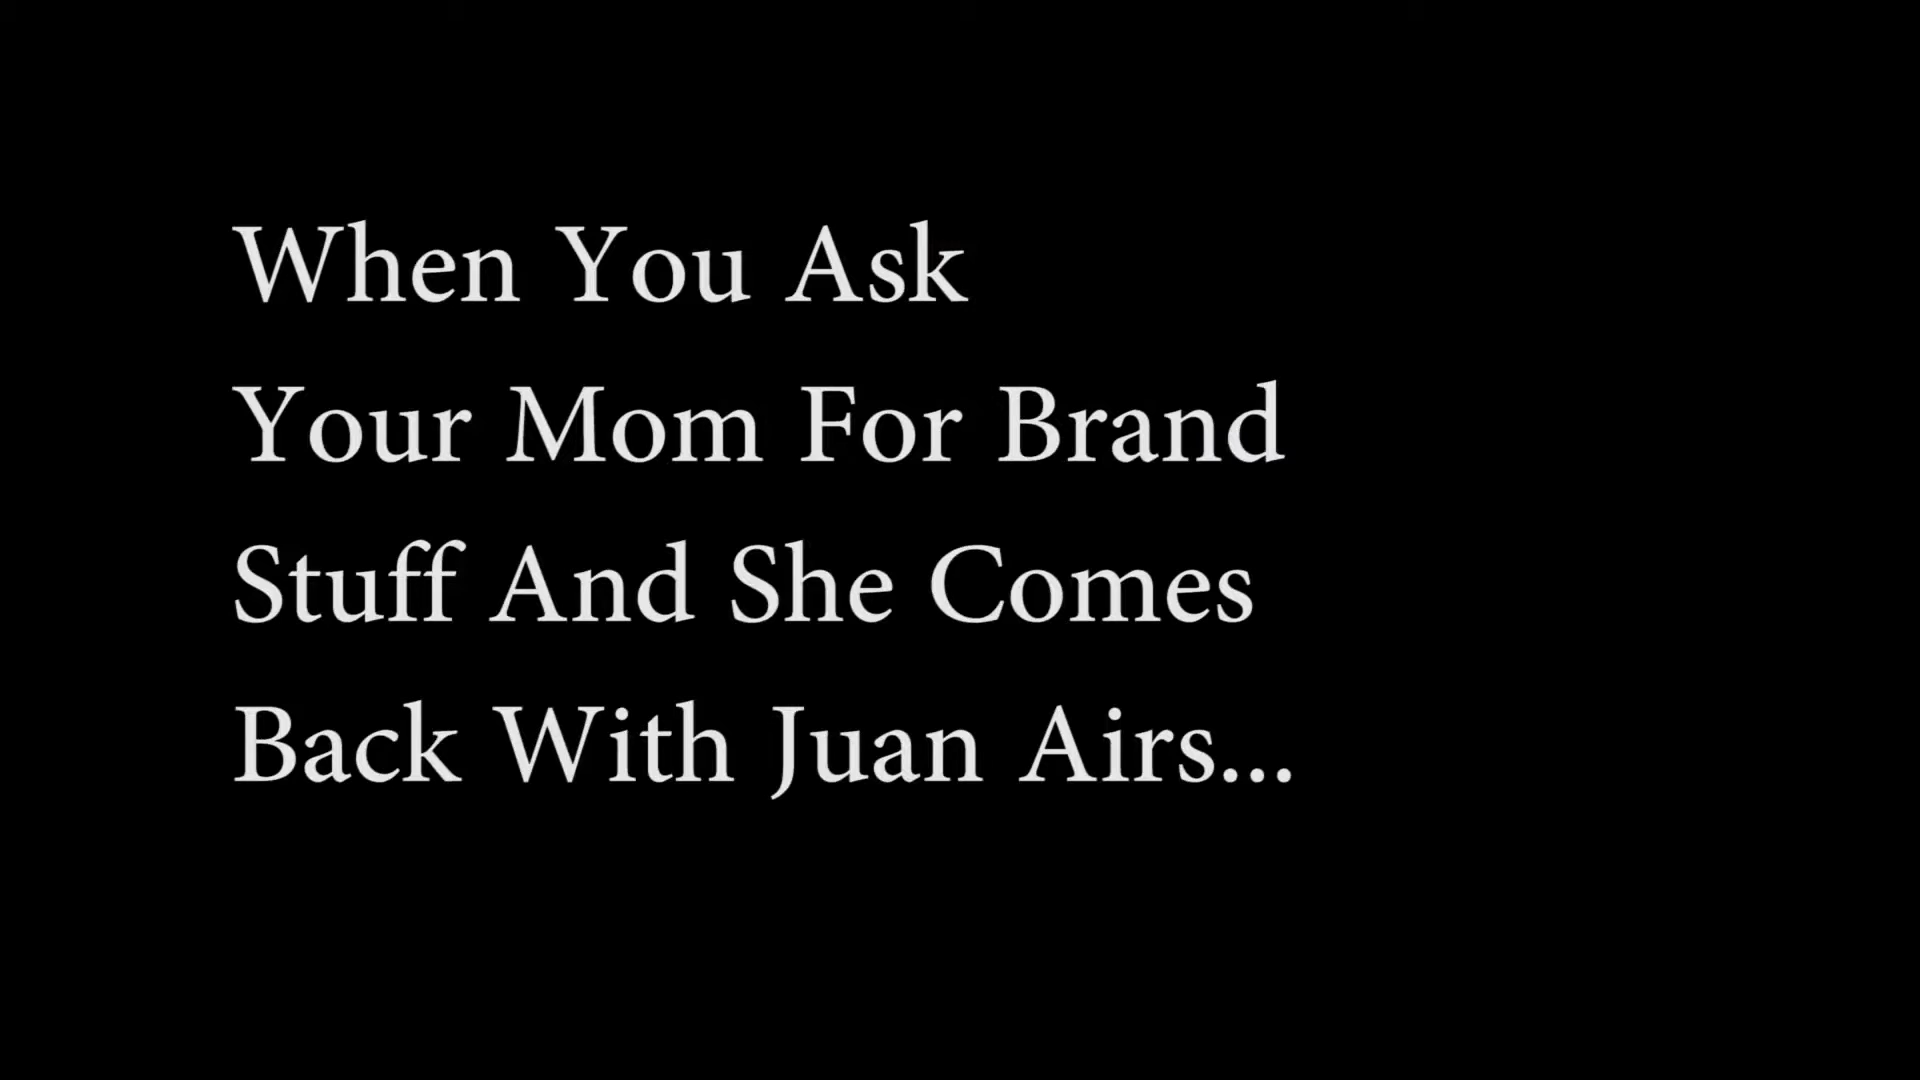 When You Ask
Your Mom For Brand
Stuff And She Comes
Back With Juan Airs...